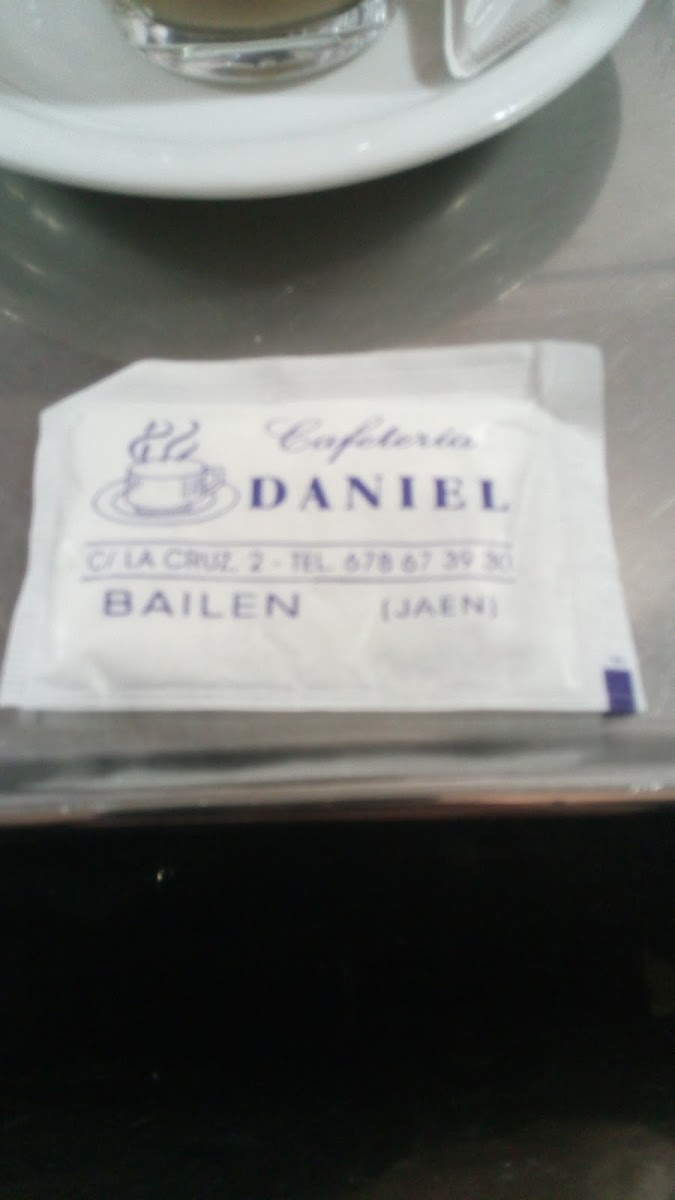 Cafetería
DANIEL
C/ LA CRUZ, 2 - TEL. 678 67 39 30
BAILEN (JAEN)